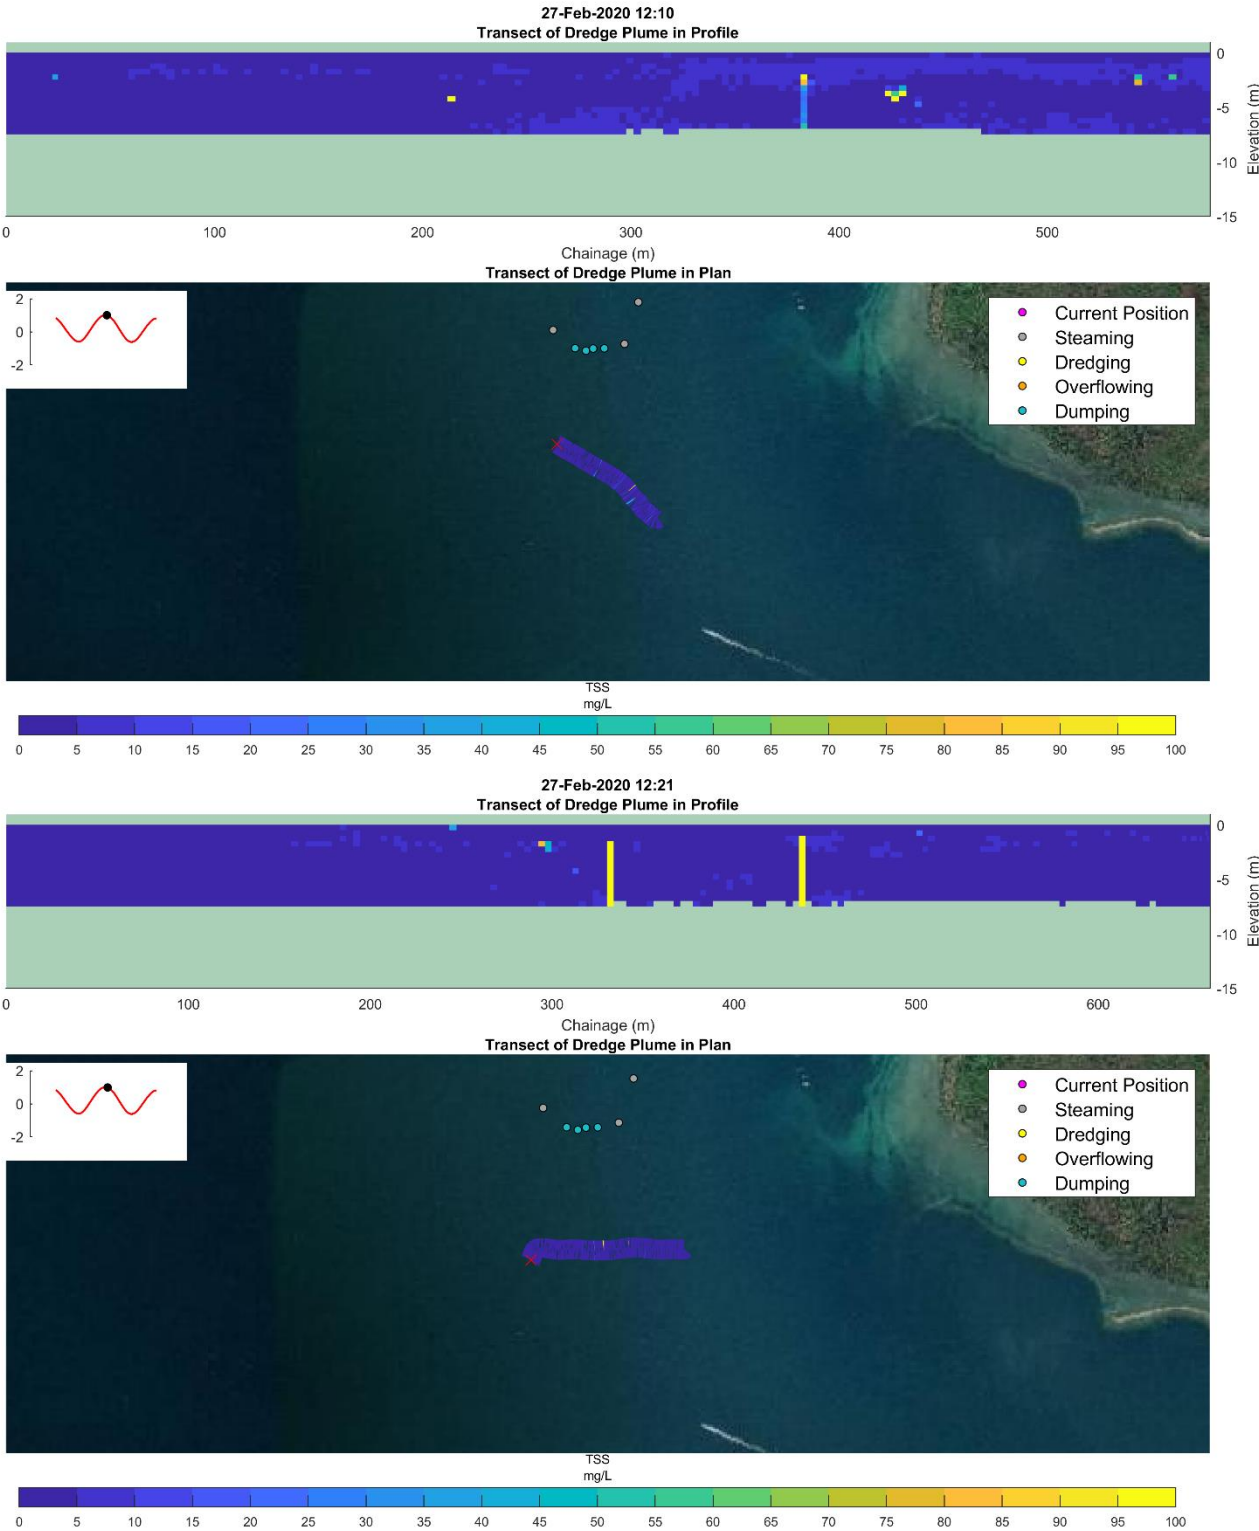 27-Feb-2020 12:10
Transect of Dredge Plume in Profile
0
-5
-10
-15
Elevation (m)
0 100 200 300 400 500
Chainage (m)
Transect of Dredge Plume in Plan
2
0
-2
Current Position
Steaming
Dredging
Overflowing
Dumping
TSS
mg/L
0 5 10 15 20 25 30 35 40 45 50 55 60 65 70 75 80 85 90 95 100
27-Feb-2020 12:21
Transect of Dredge Plume in Profile
0
-5
-10
-15
Elevation (m)
0 100 200 300 400 500 600
Chainage (m)
Transect of Dredge Plume in Plan
2
0
-2
Current Position
Steaming
Dredging
Overflowing
Dumping
TSS
mg/L
0 5 10 15 20 25 30 35 40 45 50 55 60 65 70 75 80 85 90 95 100